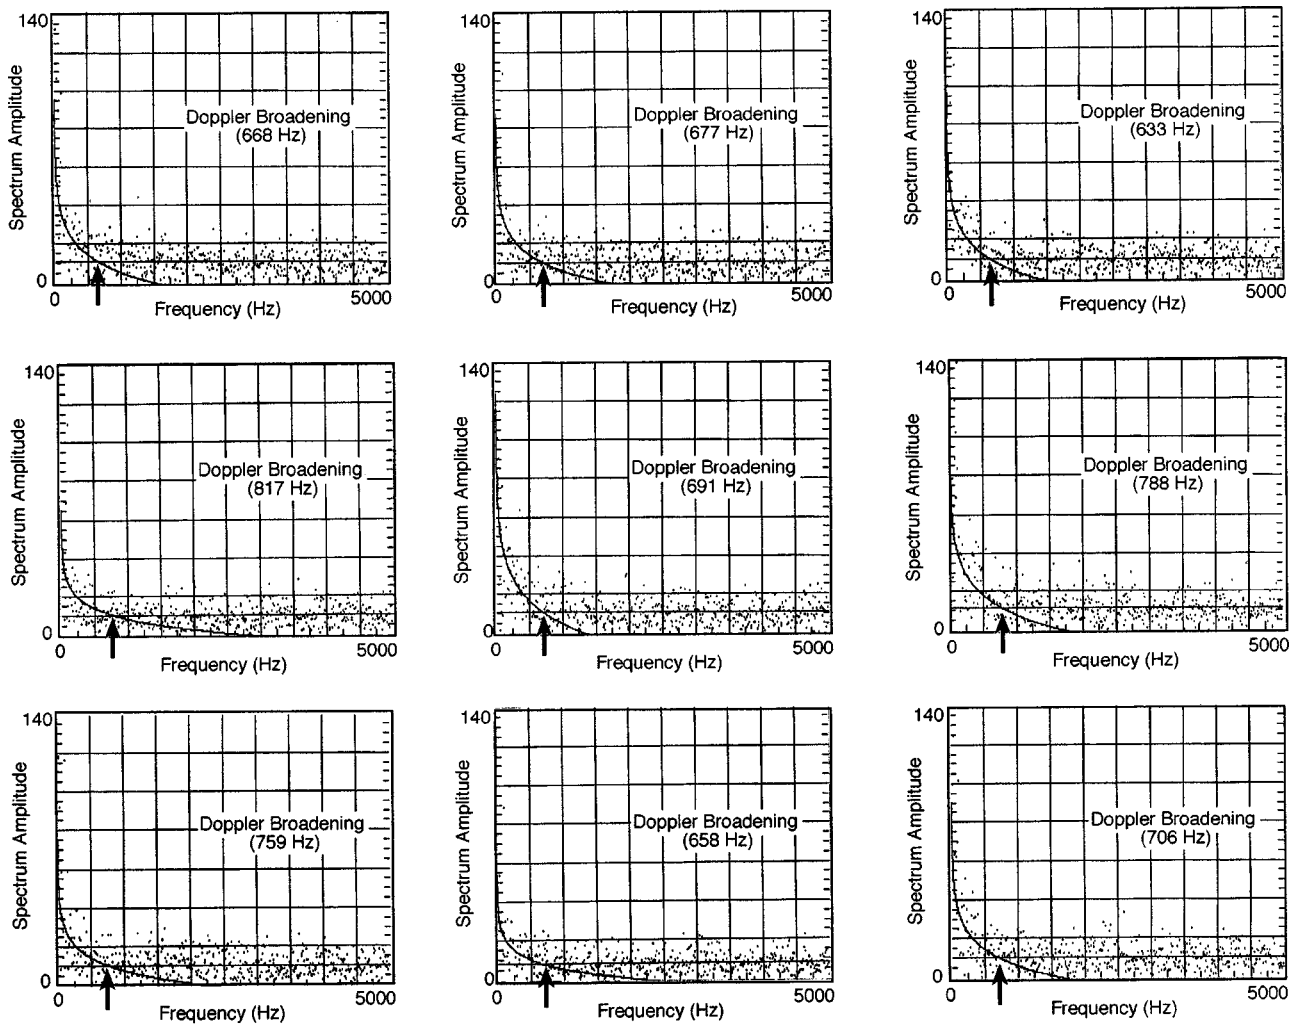 140
Spectrum Amplitude
Doppler Broadening
(668 Hz)
0
0
5000
Frequency (Hz)
140
Spectrum Amplitude
Doppler Broadening
(677 Hz)
0
0
5000
Frequency (Hz)
140
Spectrum Amplitude
Doppler Broadening
(633 Hz)
0
0
5000
Frequency (Hz)
140
Spectrum Amplitude
Doppler Broadening
(817 Hz)
0
0
5000
Frequency (Hz)
140
Spectrum Amplitude
Doppler Broadening
(691 Hz)
0
0
5000
Frequency (Hz)
140
Spectrum Amplitude
Doppler Broadening
(788 Hz)
0
0
5000
Frequency (Hz)
140
Spectrum Amplitude
Doppler Broadening
(759 Hz)
0
0
5000
Frequency (Hz)
140
Spectrum Amplitude
Doppler Broadening
(658 Hz)
0
0
5000
Frequency (Hz)
140
Spectrum Amplitude
Doppler Broadening
(706 Hz)
0
0
5000
Frequency (Hz)